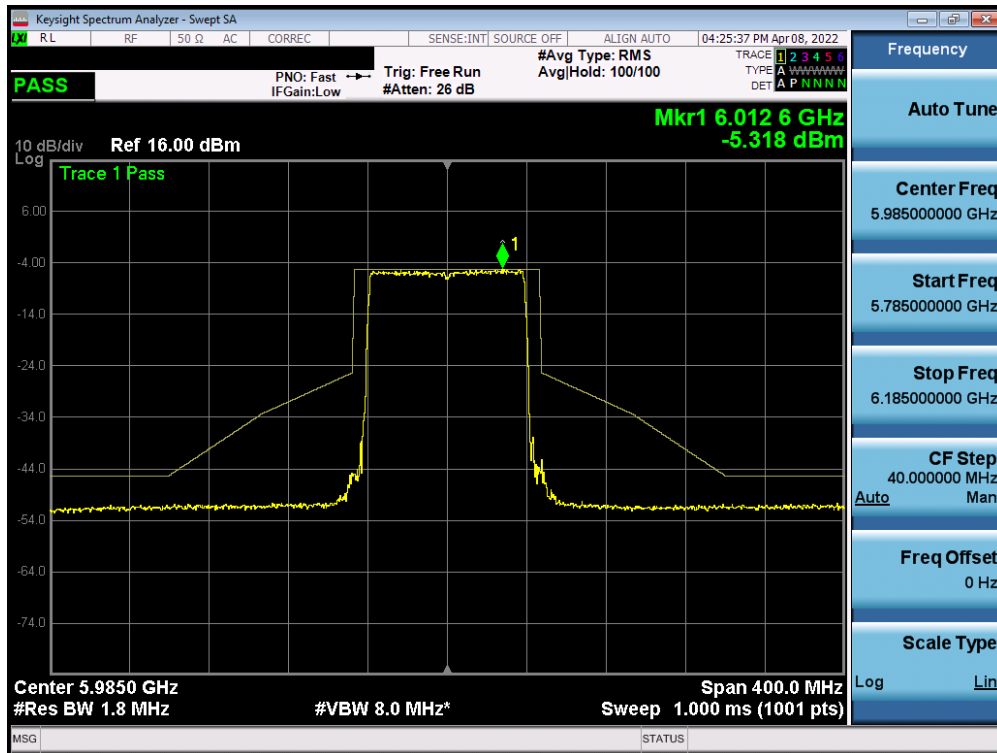 Keysight Spectrum Analyzer - Swept SA
LXI RL RF 50 Ω AC CORREC SENSE:INT SOURCE OFF ALIGN AUTO 04:25:37 PM Apr 08, 2022
PASS
PNO: Fast
IFGain:Low
Trig: Free Run
#Atten: 26 dB
#Avg Type: RMS
Avg|Hold: 100/100
TRACE 1 2 3 4 5 6
TYPE A WWWWW
DET A P N N N N
Mkr1 6.012 6 GHz
-5.318 dBm
10 dB/div Ref 16.00 dBm
Log
Trace 1 Pass
1
6.00
-4.00
-14.0
-24.0
-34.0
-44.0
-54.0
-64.0
-74.0
Center 5.9850 GHz Span 400.0 MHz
#Res BW 1.8 MHz #VBW 8.0 MHz* Sweep 1.000 ms (1001 pts)
MSG STATUS
Frequency
Auto Tune
Center Freq
5.985000000 GHz
Start Freq
5.785000000 GHz
Stop Freq
6.185000000 GHz
CF Step
40.000000 MHz
Auto Man
Freq Offset
0 Hz
Scale Type
Log Lin